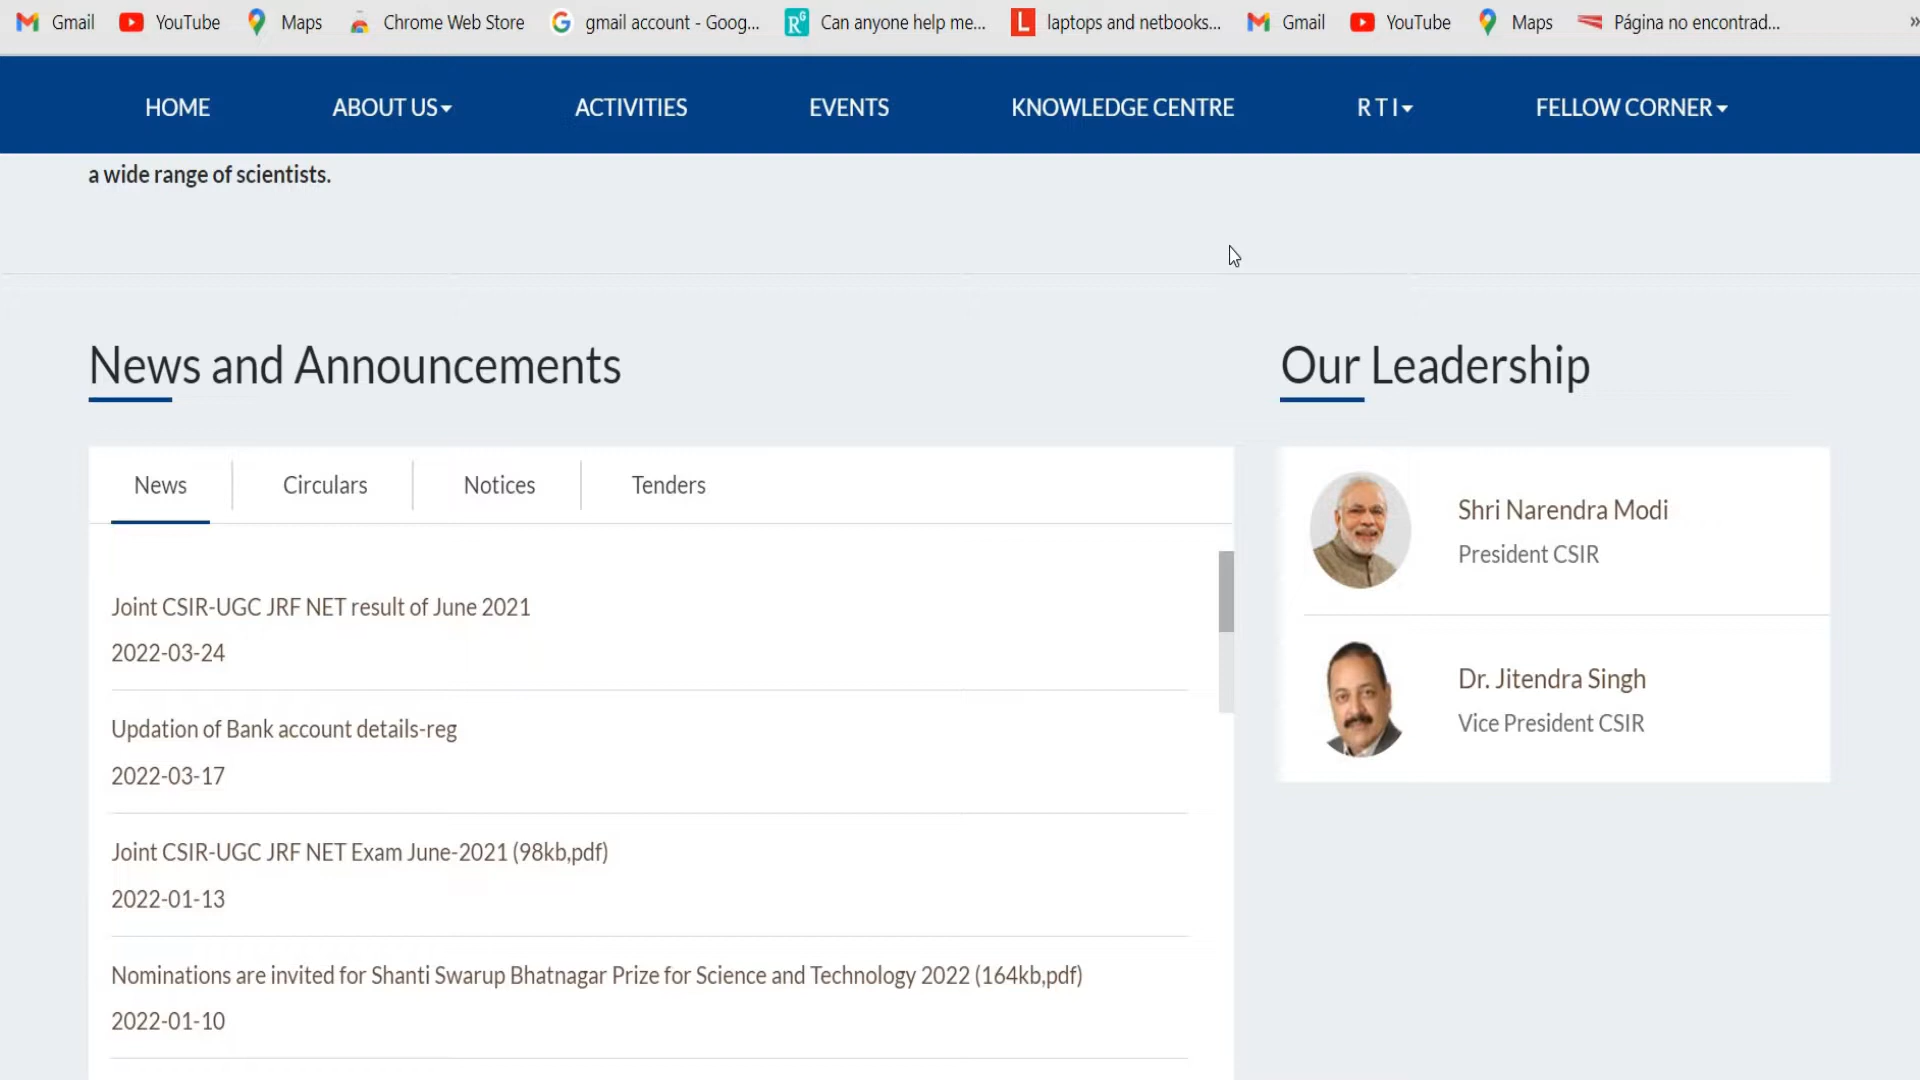 Gmail YouTube Maps Chrome Web Store gmail account - Goog... Can anyone help me... laptops and netbooks... Gmail YouTube Maps Página no encontrad... »
HOME ABOUT US ACTIVITIES EVENTS KNOWLEDGE CENTRE R T I FELLOW CORNER
a wide range of scientists.
News and Announcements
News Circulars Notices Tenders
Joint CSIR-UGC JRF NET result of June 2021
2022-03-24
Updation of Bank account details-reg
2022-03-17
Joint CSIR-UGC JRF NET Exam June-2021 (98kb,pdf)
2022-01-13
Nominations are invited for Shanti Swarup Bhatnagar Prize for Science and Technology 2022 (164kb,pdf)
2022-01-10
Our Leadership
Shri Narendra Modi
President CSIR
Dr. Jitendra Singh
Vice President CSIR